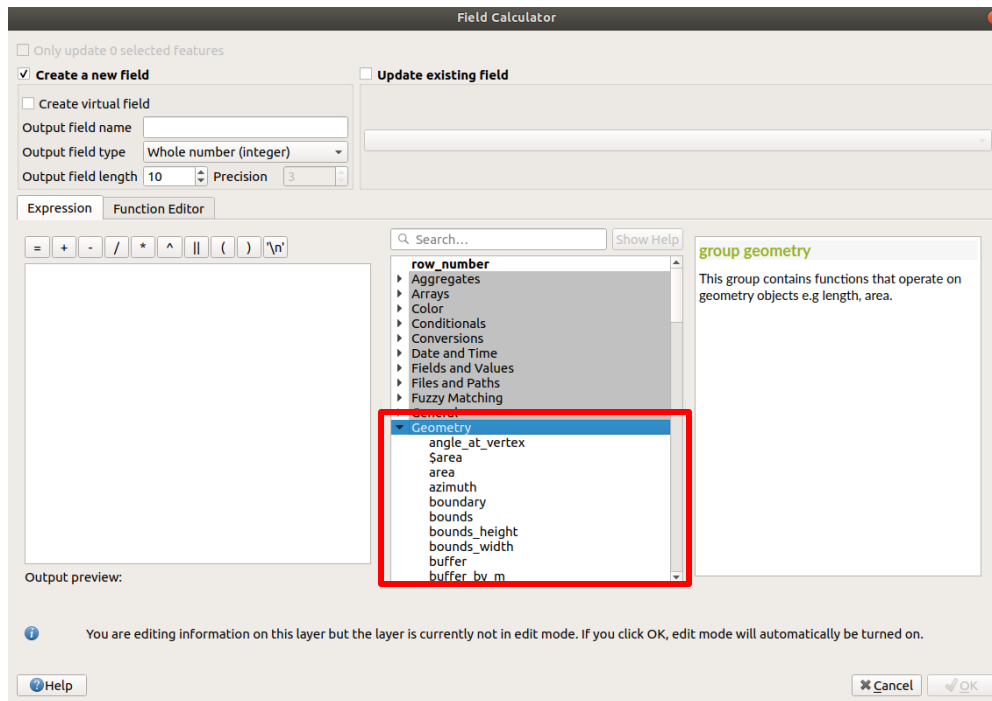 Field Calculator
Only update 0 selected features
Create a new field
Update existing field
Create virtual field
Output field name
Output field type Whole number (integer)
Output field length 10 Precision 3
Expression Function Editor
= + - / * ^ || ( ) '\n'
Search...
Show Help
row_number
Aggregates
Arrays
Color
Conditionals
Conversions
Date and Time
Fields and Values
Files and Paths
Fuzzy Matching
General
Geometry
angle_at_vertex
$area
area
azimuth
boundary
bounds
bounds_height
bounds_width
buffer
buffer_by_m
group geometry
This group contains functions that operate on
geometry objects e.g length, area.
Output preview:
You are editing information on this layer but the layer is currently not in edit mode. If you click OK, edit mode will automatically be turned on.
Help
Cancel
OK